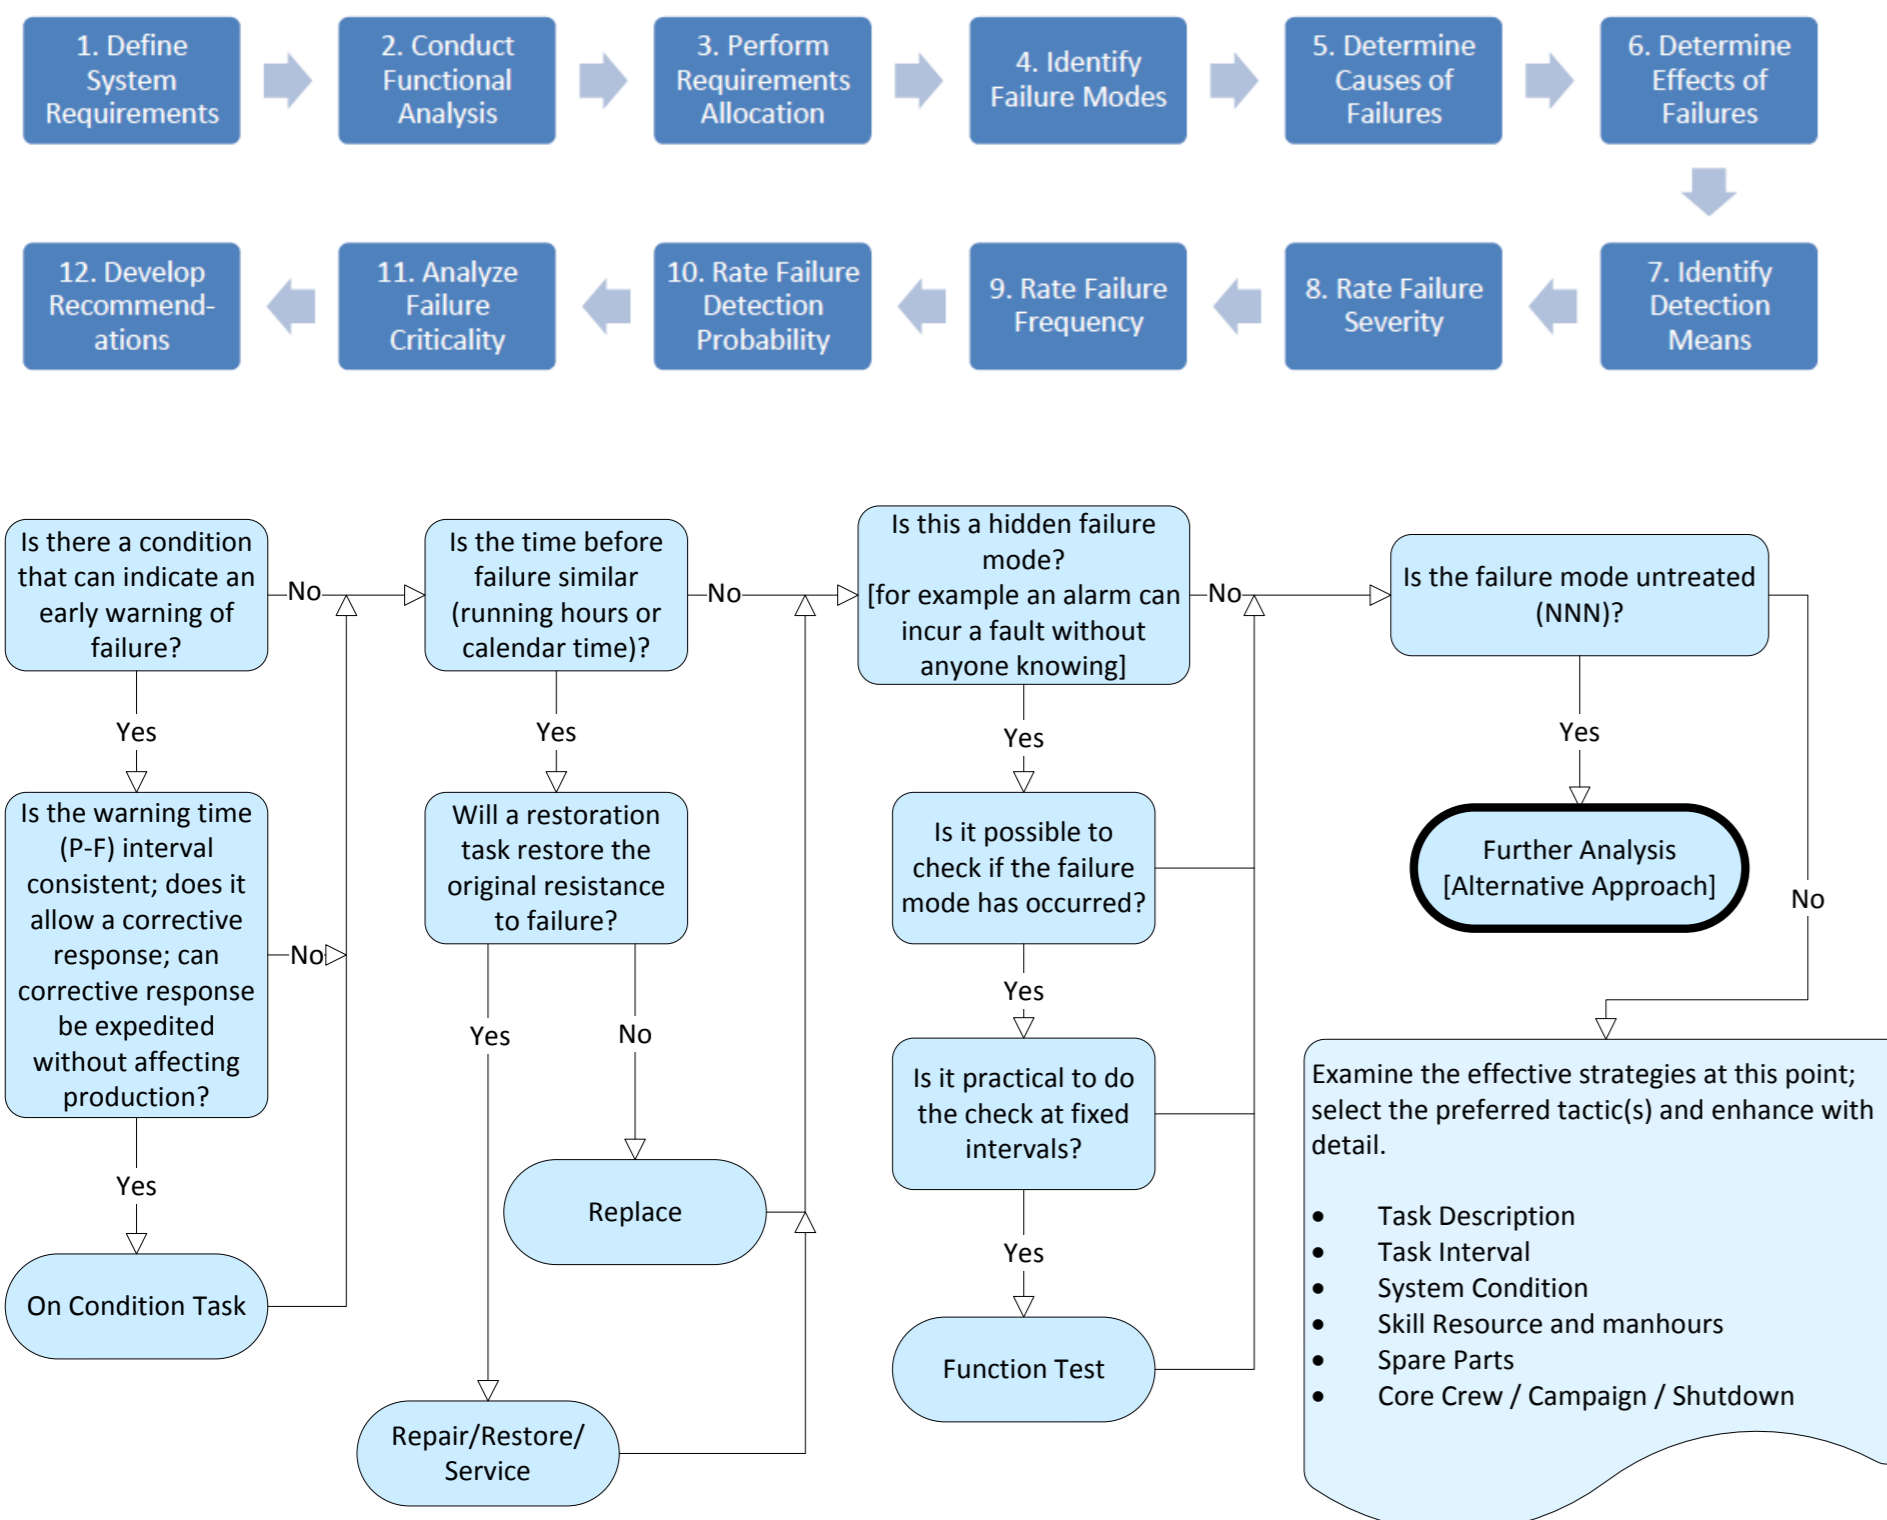 1. Define
System
Requirements
2. Conduct
Functional
Analysis
3. Perform
Requirements
Allocation
4. Identify
Failure Modes
5. Determine
Causes of
Failures
6. Determine
Effects of
Failures
12. Develop
Recommend-
ations
11. Analyze
Failure
Criticality
10. Rate Failure
Detection
Probability
9. Rate Failure
Frequency
8. Rate Failure
Severity
7. Identify
Detection
Means
Is there a condition
that can indicate an
early warning of
failure?
No
Yes
Is the warning time
(P-F) interval
consistent; does it
allow a corrective
response; can
corrective response
be expedited
without affecting
production?
No
Yes
On Condition Task
Is the time before
failure similar
(running hours or
calendar time)?
No
Yes
Will a restoration
task restore the
original resistance
to failure?
Yes
No
Replace
Repair/Restore/
Service
Is this a hidden failure
mode?
[for example an alarm can
incur a fault without
anyone knowing]
No
Yes
Is it possible to
check if the failure
mode has occurred?
Yes
Is it practical to do
the check at fixed
intervals?
Yes
Function Test
Is the failure mode untreated
(NNN)?
Yes
Further Analysis
[Alternative Approach]
No
Examine the effective strategies at this point;
select the preferred tactic(s) and enhance with
detail.
• Task Description
• Task Interval
• System Condition
• Skill Resource and manhours
• Spare Parts
• Core Crew / Campaign / Shutdown